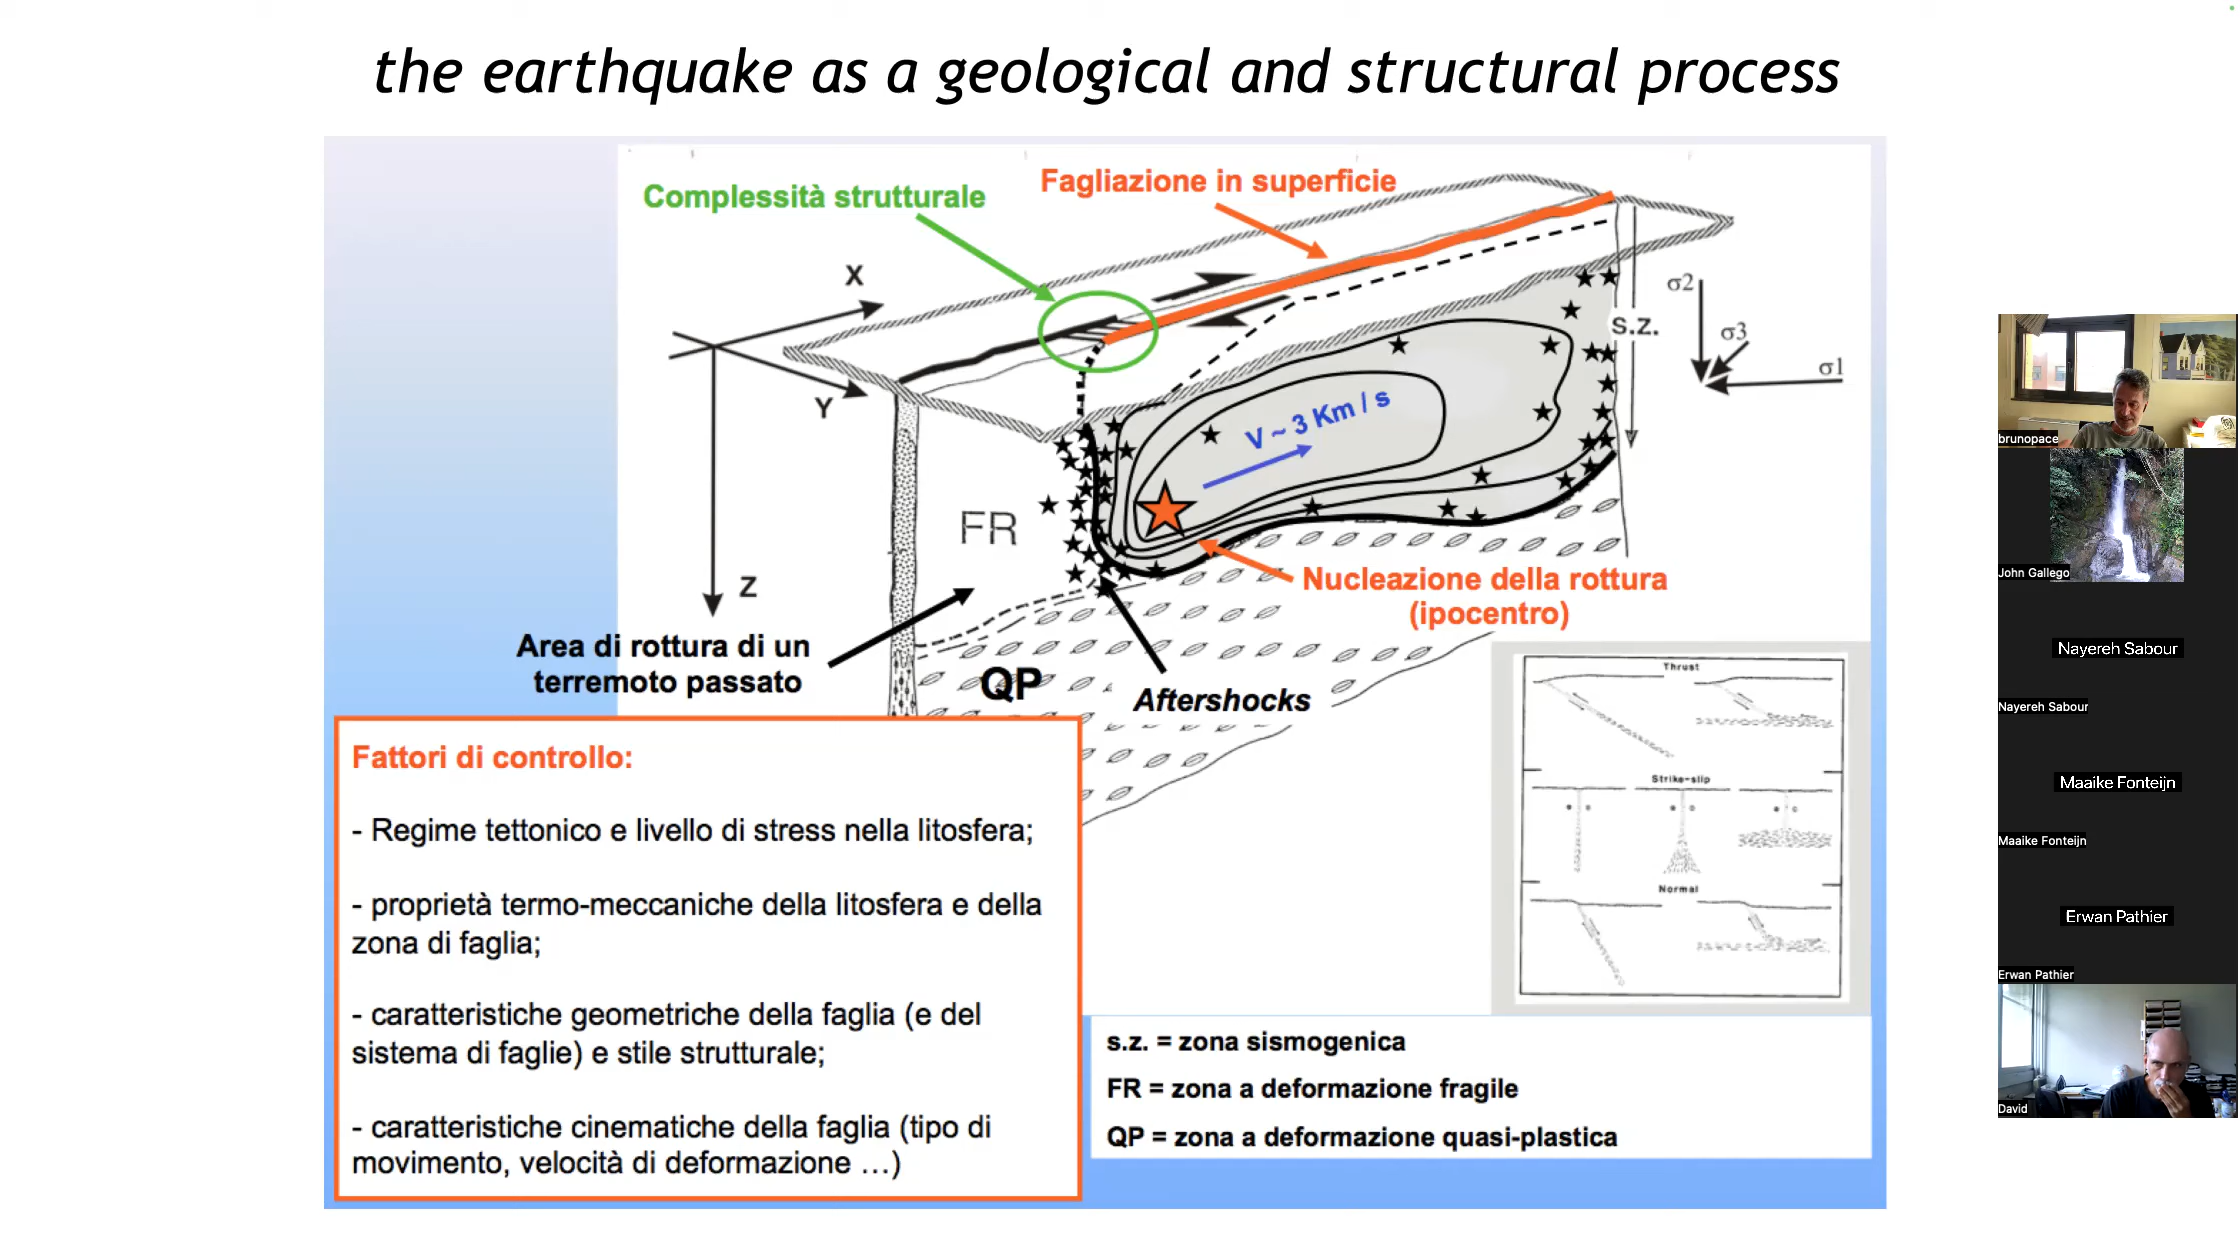 the earthquake as a geological and structural process
Complessità strutturale
Fagliazione in superficie
X
Y
Z
σ2
σ3
σ1
s.z.
V ~ 3 Km / s
FR
Nucleazione della rottura
(ipocentro)
Area di rottura di un
terremoto passato
QP
Aftershocks
Fattori di controllo:
- Regime tettonico e livello di stress nella litosfera;
- proprietà termo-meccaniche della litosfera e della
zona di faglia;
- caratteristiche geometriche della faglia (e del
sistema di faglie) e stile strutturale;
- caratteristiche cinematiche della faglia (tipo di
movimento, velocità di deformazione …)
Thrust
Strike-slip
Normal
s.z. = zona sismogenica
FR = zona a deformazione fragile
QP = zona a deformazione quasi-plastica
brunopace
John Gallego
Nayereh Sabour
Nayereh Sabour
Maaike Fonteijn
Maaike Fonteijn
Erwan Pathier
Erwan Pathier
David